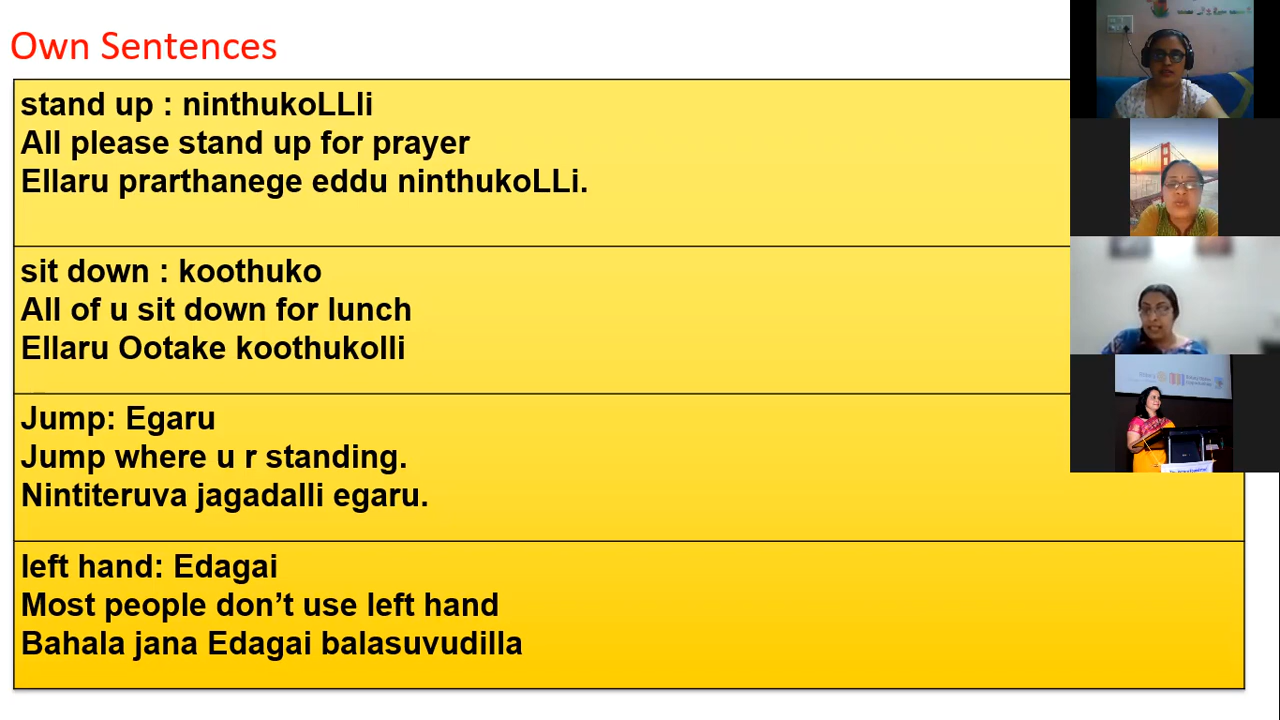 Own Sentences
stand up : ninthukoLLli
All please stand up for prayer
Ellaru prarthanege eddu ninthukoLLi.
sit down : koothuko
All of u sit down for lunch
Ellaru Ootake koothukolli
Jump: Egaru
Jump where u r standing.
Nintiteruva jagadalli egaru.
left hand: Edagai
Most people don’t use left hand
Bahala jana Edagai balasuvudilla